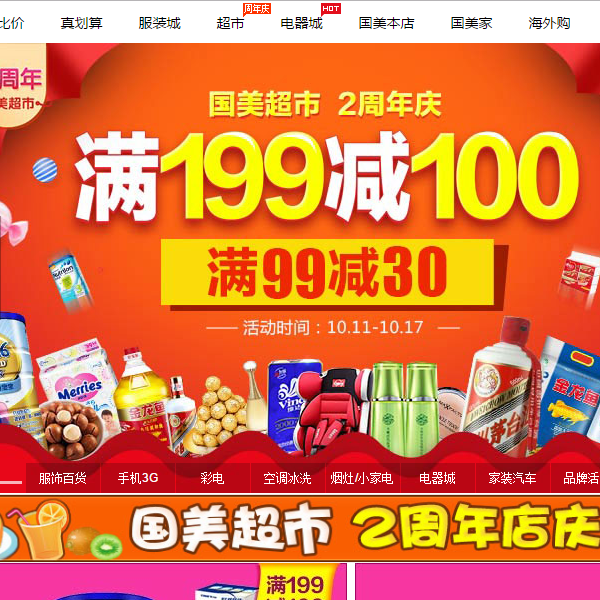 比价 真划算 服装城 超市 周年庆 电器城 HOT 国美本店 国美家 海外购
周年
美超市
国美超市 2周年庆
满199减100
满99减30
活动时间：10.11-10.17
Nutrilon
Merries
金龙鱼
Vinda
金龙鱼
服饰百货 手机3G 彩电 空调冰洗 烟灶/小家电 电器城 家装汽车 品牌活
国美超市 2周年店庆
满199